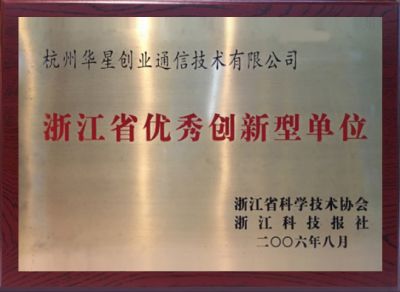 杭州华星创业通信技术有限公司
浙江省优秀创新型单位
浙江省科学技术协会
浙江科技报社
二〇〇六年八月